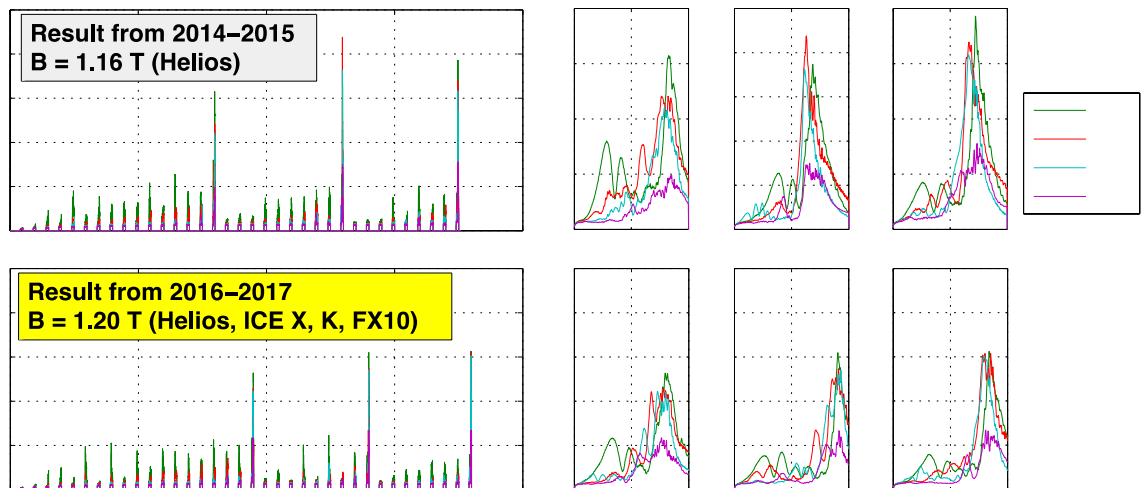 Result from 2014−2015
B = 1.16 T (Helios)
Result from 2016−2017
B = 1.20 T (Helios, ICE X, K, FX10)